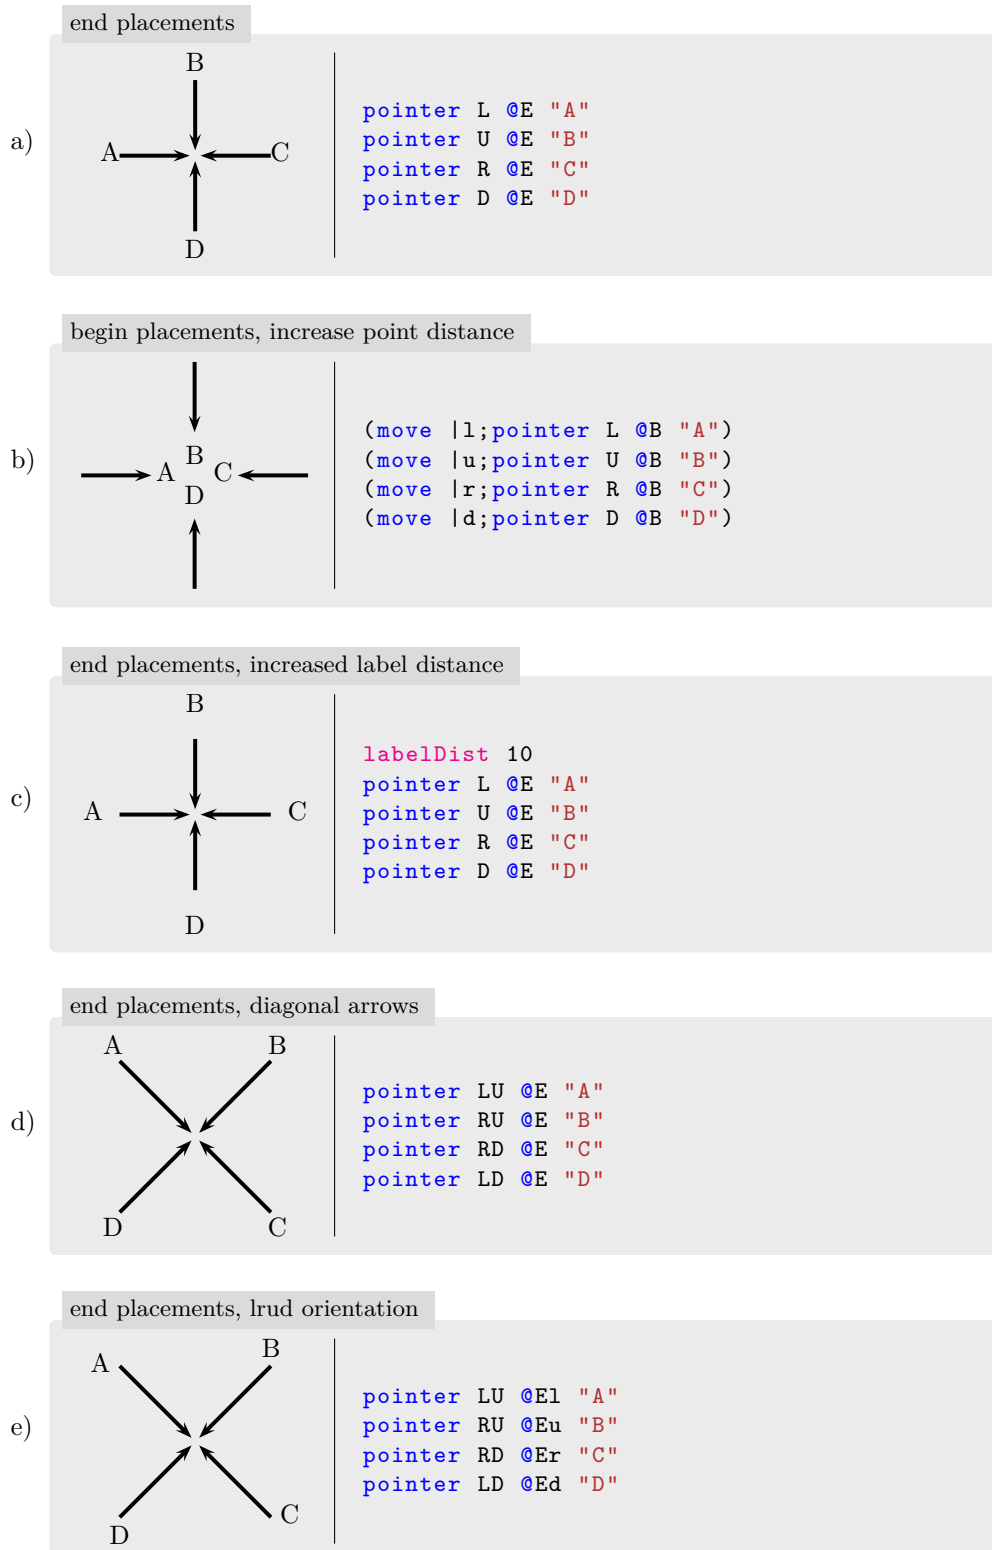 end placements
a)
B
A
C
D
pointer L @E "A"
pointer U @E "B"
pointer R @E "C"
pointer D @E "D"
begin placements, increase point distance
b)
B
A
C
D
(move |l;pointer L @B "A")
(move |u;pointer U @B "B")
(move |r;pointer R @B "C")
(move |d;pointer D @B "D")
end placements, increased label distance
c)
B
A
C
D
labelDist 10
pointer L @E "A"
pointer U @E "B"
pointer R @E "C"
pointer D @E "D"
end placements, diagonal arrows
d)
A
B
D
C
pointer LU @E "A"
pointer RU @E "B"
pointer RD @E "C"
pointer LD @E "D"
end placements, lrud orientation
e)
A
B
D
C
pointer LU @El "A"
pointer RU @Eu "B"
pointer RD @Er "C"
pointer LD @Ed "D"